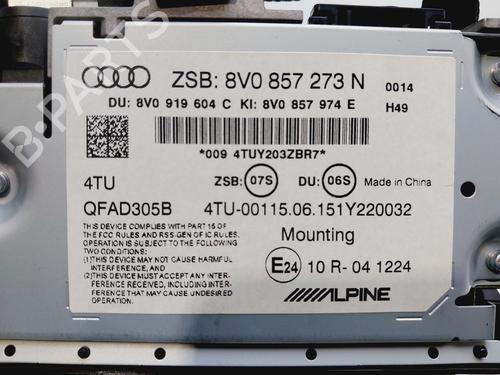 ZSB: 8V0 857 273 N
0014
DU: 8V0 919 604 C KI: 8V0 857 974 E
H49
*009 4TUY203ZBR7*
4TU
ZSB: 07S DU: 06S Made in China
QFAD305B
4TU-00115.06.151Y220032
THIS DEVICE COMPLIES WITH PART 15 OF
THE FCC RULES AND RSS-GEN OF IC RULES.
OPERATION IS SUBJECT TO THE FOLLOWING
TWO CONDITIONS:
(1)THIS DEVICE MAY NOT CAUSE HARMFUL
INTERFERENCE, AND
(2)THIS DEVICE MUST ACCEPT ANY INTER-
FERENCE RECEIVED, INCLUDING INTER-
FERENCE THAT MAY CAUSE UNDESIRED
OPERATION.
Mounting
E24 10 R- 04 1224
ALPINE
B-PARTS